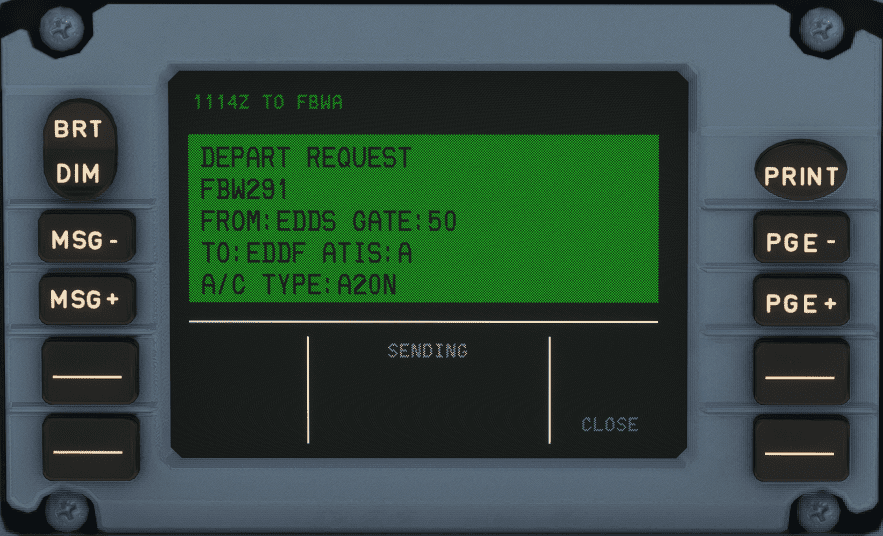 1114Z TO FBWA
BRT
DIM
DEPART REQUEST
FBW291
FROM:EDDS GATE:50
TO:EDDF ATIS:A
A/C TYPE:A20N
PRINT
MSG-
PGE-
MSG+
PGE+
SENDING
CLOSE